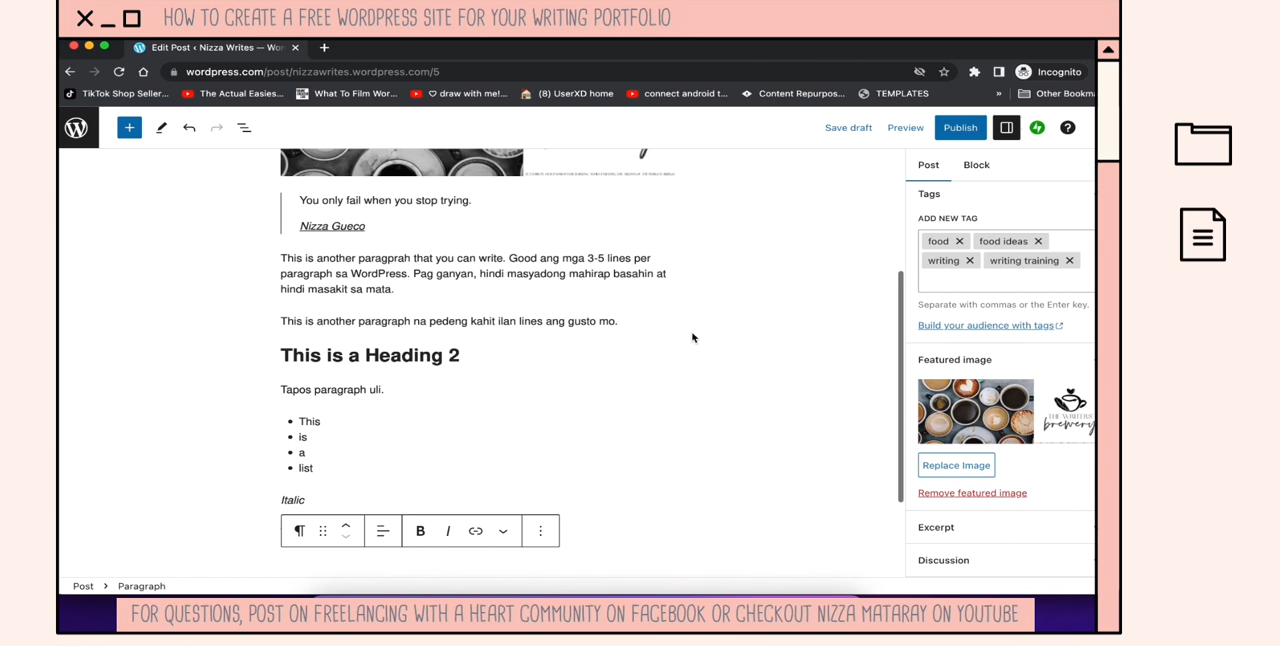 HOW TO CREATE A FREE WORDPRESS SITE FOR YOUR WRITING PORTFOLIO
Edit Post ‹ Nizza Writes — Wor
wordpress.com/post/nizzawrites.wordpress.com/5
Incognito
TikTok Shop Seller...
The Actual Easies...
What To Film Wor...
♡ draw with me!...
(8) UserXD home
connect android t...
Content Repurpos...
TEMPLATES
»
Other Bookma
Save draft
Preview
Publish
Post
Block
You only fail when you stop trying.
Nizza Gueco
This is another paragprah that you can write. Good ang mga 3-5 lines per
paragraph sa WordPress. Pag ganyan, hindi masyadong mahirap basahin at
hindi masakit sa mata.
This is another paragraph na pedeng kahit ilan lines ang gusto mo.
This is a Heading 2
Tapos paragraph uli.
• This
• is
• a
• list
Italic
B I
Tags
ADD NEW TAG
food
food ideas
writing
writing training
Separate with commas or the Enter key.
Build your audience with tags
Featured image
THE WRITERS'
brewery
Replace Image
Remove featured image
Excerpt
Discussion
Post > Paragraph
FOR QUESTIONS, POST ON FREELANCING WITH A HEART COMMUNITY ON FACEBOOK OR CHECKOUT NIZZA MATARAY ON YOUTUBE